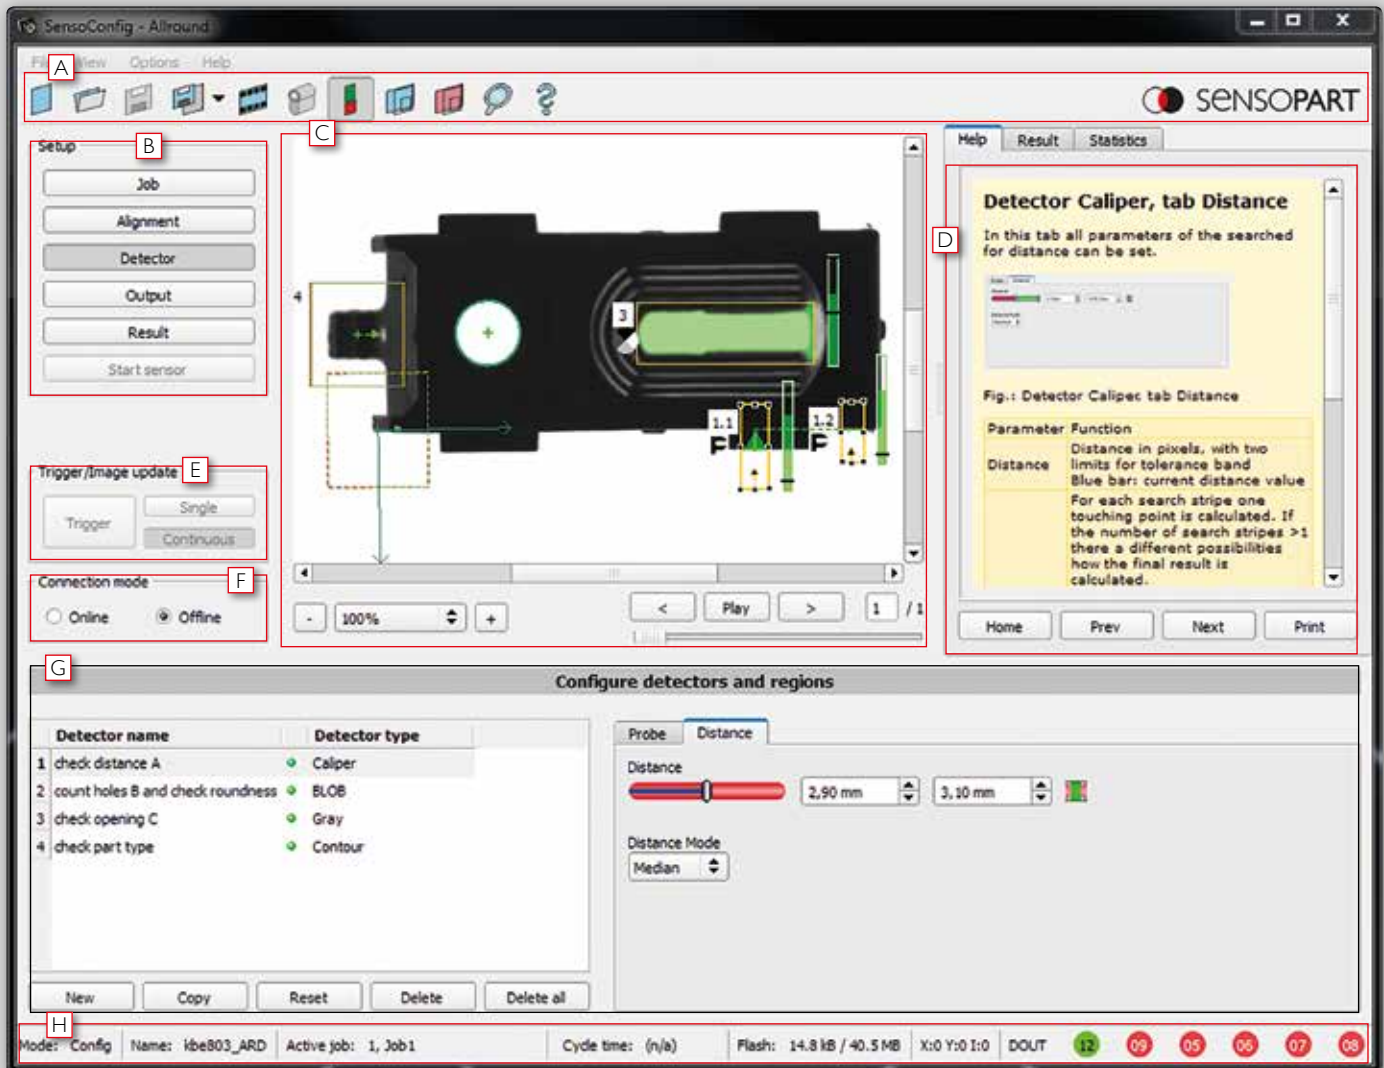 SensoConfig - Allround
View Options Help
A
SENSOPART
Setup
B
Job
Alignment
Detector
Output
Result
Start sensor
Trigger/Image update
E
Trigger
Single
Continuous
Connection mode
F
Online
Offline
C
4
3
1.1
1.2
F
F
-
100%
+
<
Play
>
1
/ 1
Help Result Statistics
D
Detector Caliper, tab Distance
In this tab all parameters of the searched
for distance can be set.
Fig.: Detector Caliper tab Distance
Parameter Function
Distance
Distance in pixels, with two
limits for tolerance band
Blue bar: current distance value
For each search stripe one
touching point is calculated. If
the number of search stripes >1
there a different possibilities
how the final result is
calculated.
Home Prev Next Print
G
Configure detectors and regions
Detector name Detector type
1 check distance A Caliper
2 count holes B and check roundness BLOB
3 check opening C Gray
4 check part type Contour
New Copy Reset Delete Delete all
Probe Distance
Distance
2,90 mm 3,10 mm
Distance Mode
Median
H
Mode: Config Name: kbe803_ARD Active job: 1, Job1 Cycle time: (n/a) Flash: 14.8 kB / 40.5 MB X:0 Y:0 I:0 DOUT 12 09 05 06 07 08